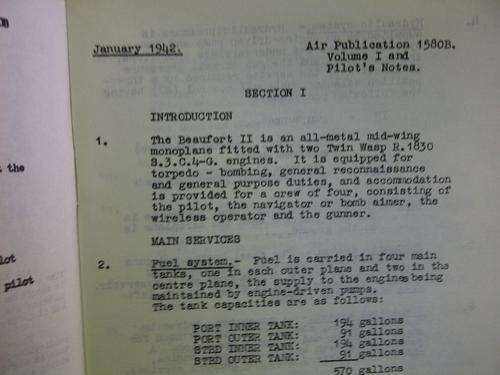 January 1942.
Air Publication 1580B.
Volume I and
Pilot's Notes.
SECTION I
INTRODUCTION
1. The Beaufort II is an all-metal mid-wing
monoplane fitted with two Twin Wasp R.1830
S.3.C.4-G. engines. It is equipped for
torpedo - bombing, general reconnaissance
and general purpose duties, and accommodation
is provided for a crew of four, consisting of
the pilot, the navigator or bomb aimer, the
wireless operator and the gunner.
MAIN SERVICES
2. Fuel system.- Fuel is carried in four main
tanks, one in each outer plane and two in the
centre plane, the supply to the engines being
maintained by engine-driven pumps.
The tank capacities are as follows:
PORT INNER TANK: 194 gallons
PORT OUTER TANK: 91 gallons
STBD INNER TANK: 194 gallons
STBD OUTER TANK: 91 gallons
570 gallons
the
pilot